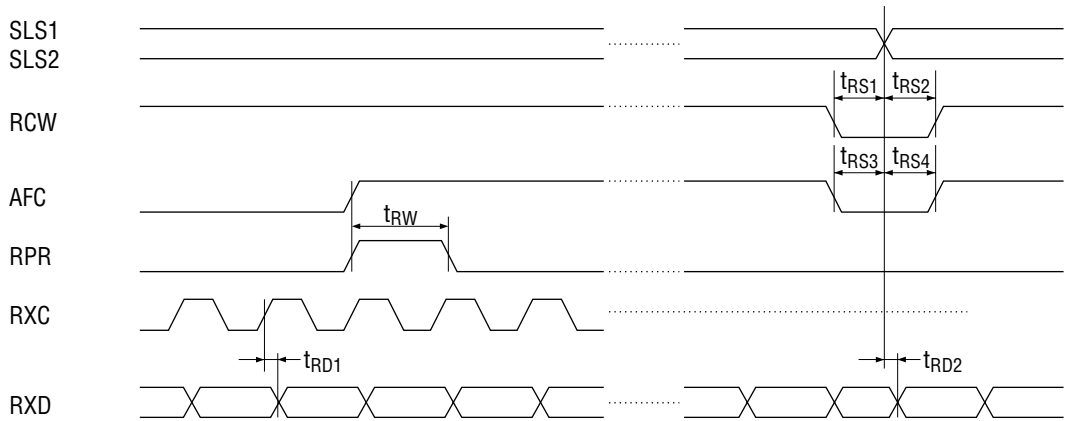 SLS1
SLS2
tRS1 tRS2
RCW
tRS3 tRS4
AFC
tRW
RPR
RXC
tRD1 tRD2
RXD